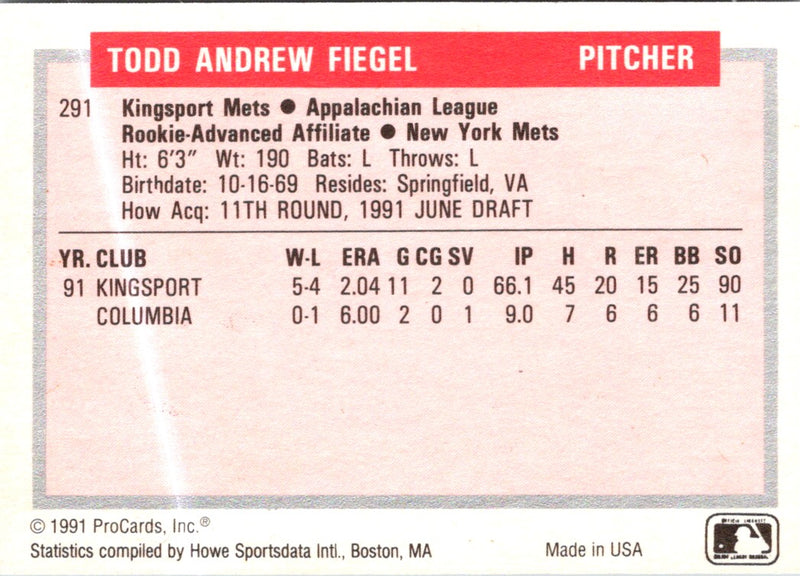 TODD ANDREW FIEGEL PITCHER
291 Kingsport Mets ● Appalachian League
Rookie-Advanced Affiliate ● New York Mets
Ht: 6'3" Wt: 190 Bats: L Throws: L
Birthdate: 10-16-69 Resides: Springfield, VA
How Acq: 11TH ROUND, 1991 JUNE DRAFT
YR. CLUB W-L ERA G CG SV IP H R ER BB SO
91 KINGSPORT 5-4 2.04 11 2 0 66.1 45 20 15 25 90
COLUMBIA 0-1 6.00 2 0 1 9.0 7 6 6 6 11
© 1991 ProCards, Inc.®
Statistics compiled by Howe Sportsdata Intl., Boston, MA Made in USA